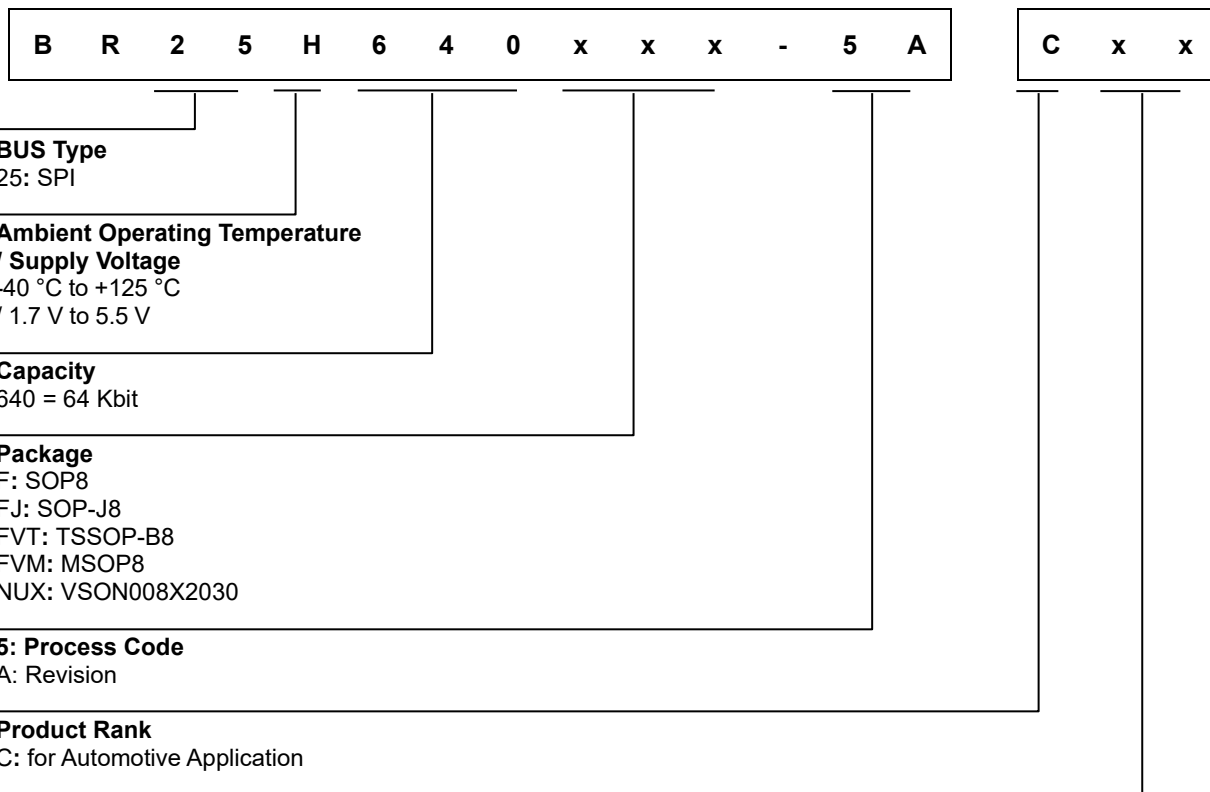 B R 2 5 H 6 4 0 x x x - 5 A C x x
BUS Type
25: SPI
Ambient Operating Temperature
/ Supply Voltage
-40 °C to +125 °C
/ 1.7 V to 5.5 V
Capacity
640 = 64 Kbit
Package
F: SOP8
FJ: SOP-J8
FVT: TSSOP-B8
FVM: MSOP8
NUX: VSON008X2030
5: Process Code
A: Revision
Product Rank
C: for Automotive Application